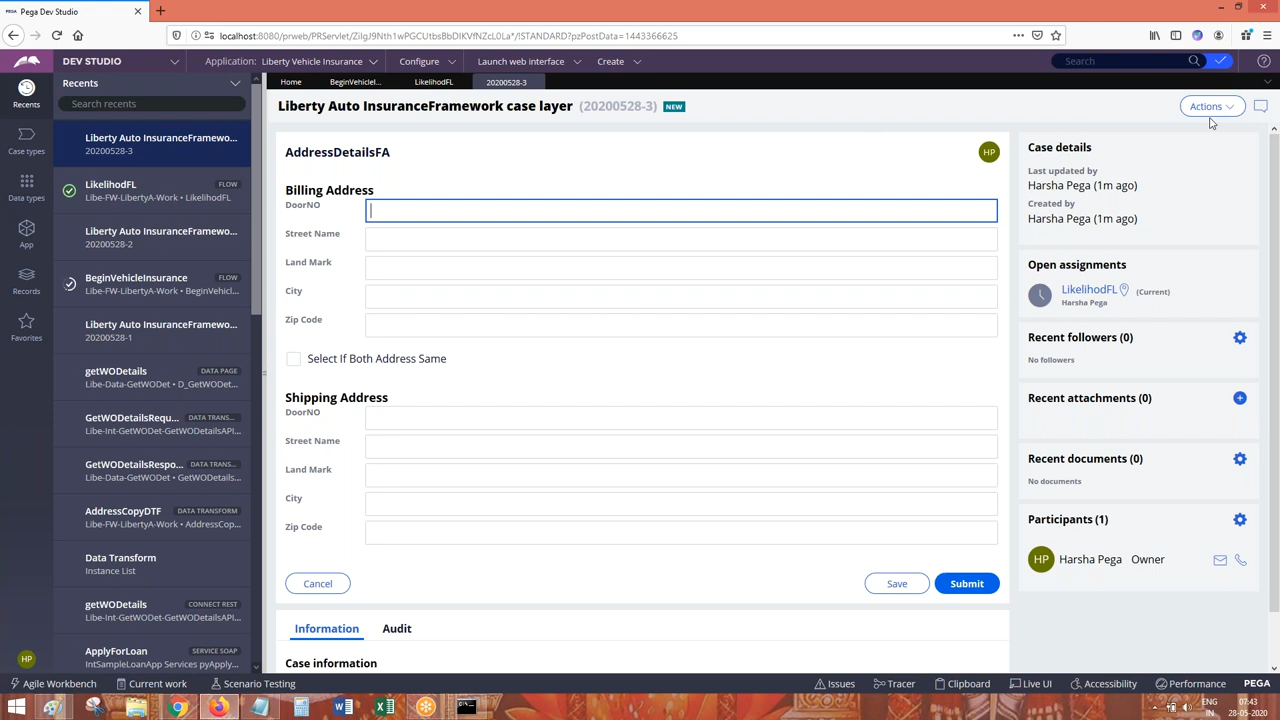 Pega Dev Studio
localhost:8080/prweb/PRServlet/ZiIgJ9Nth1wPGCUtbsBbDIKVfNZcL0La*/!STANDARD?pzPostData=1443366625
DEV STUDIO
Application: Liberty Vehicle Insurance
Configure
Launch web interface
Create
Search
Recents
Search recents
Home
BeginVehicleI...
LikelihodFL
20200528-3
Recents
Case types
Data types
App
Records
Favorites
HP
Liberty Auto InsuranceFramewo...
20200528-3
LikelihodFL FLOW
Libe-FW-LibertyA-Work • LikelihodFL
Liberty Auto InsuranceFramewo...
20200528-2
BeginVehicleInsurance FLOW
Libe-FW-LibertyA-Work • BeginVehicl...
Liberty Auto InsuranceFramewo...
20200528-1
getWODetails DATA PAGE
Libe-Data-GetWODet • D_GetWODet...
GetWODetailsRequ... DATA TRANS...
Libe-Int-GetWODet-GetWODetailsAPI...
GetWODetailsRespo... DATA TRANS...
Libe-Data-GetWODet • GetWODetails...
AddressCopyDTF DATA TRANSFORM
Libe-FW-LibertyA-Work • AddressCop...
Data Transform
Instance List
getWODetails CONNECT REST
Libe-Int-GetWODet-GetWODetailsAPI...
ApplyForLoan SERVICE SOAP
IntSampleLoanApp Services pyApply...
Liberty Auto InsuranceFramework case layer (20200528-3) NEW
Actions
AddressDetailsFA
HP
Billing Address
DoorNO
Street Name
Land Mark
City
Zip Code
Select If Both Address Same
Shipping Address
DoorNO
Street Name
Land Mark
City
Zip Code
Cancel
Save
Submit
Information
Audit
Case information
Case details
Last updated by
Harsha Pega (1m ago)
Created by
Harsha Pega (1m ago)
Open assignments
LikelihodFL (Current)
Harsha Pega
Recent followers (0)
No followers
Recent attachments (0)
Recent documents (0)
No documents
Participants (1)
HP Harsha Pega Owner
Agile Workbench
Current work
Scenario Testing
Issues
Tracer
Clipboard
Live UI
Accessibility
Performance
PEGA
ENG
IN
07:43
28-05-2020